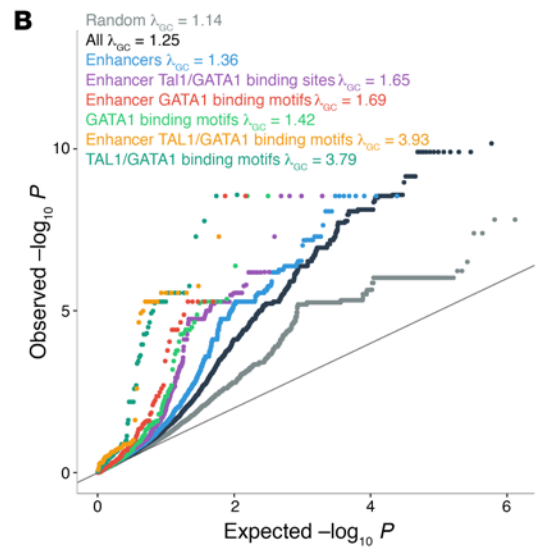 B
Random λGC = 1.14
All λGC = 1.25
Enhancers λGC = 1.36
Enhancer Tal1/GATA1 binding sites λGC = 1.65
Enhancer GATA1 binding motifs λGC = 1.69
GATA1 binding motifs λGC = 1.42
Enhancer TAL1/GATA1 binding motifs λGC = 3.93
TAL1/GATA1 binding motifs λGC = 3.79
10
5
0
Observed –log10 P
0 2 4 6
Expected –log10 P